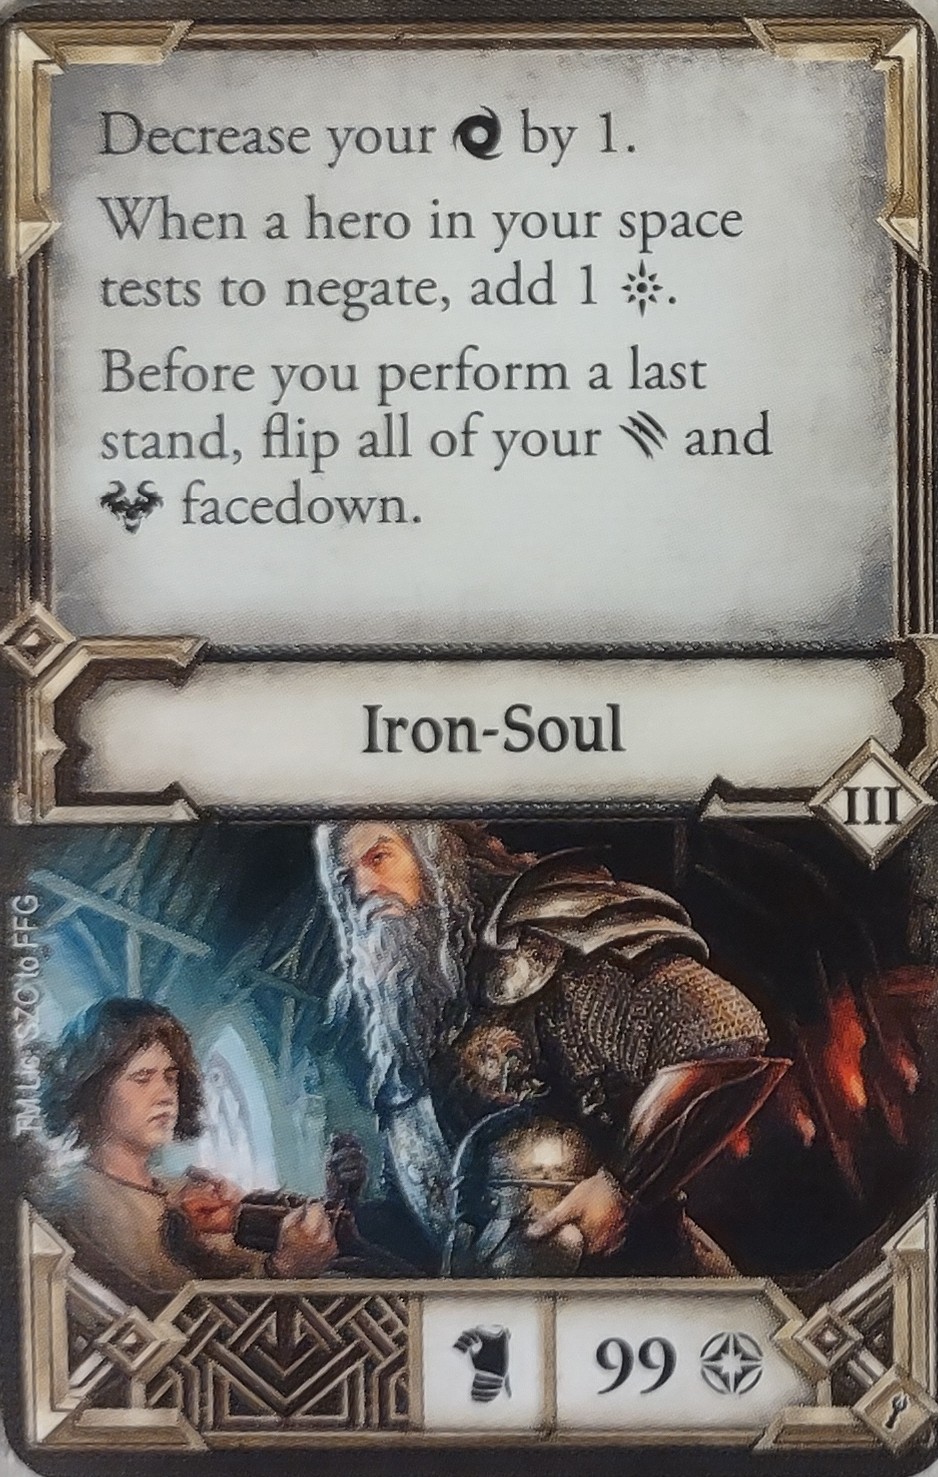 Decrease your by 1.
When a hero in your space
tests to negate, add 1 .
Before you perform a last
stand, flip all of your and
facedown.
Iron-Soul
III
TM Lic. SZC to FFG
99